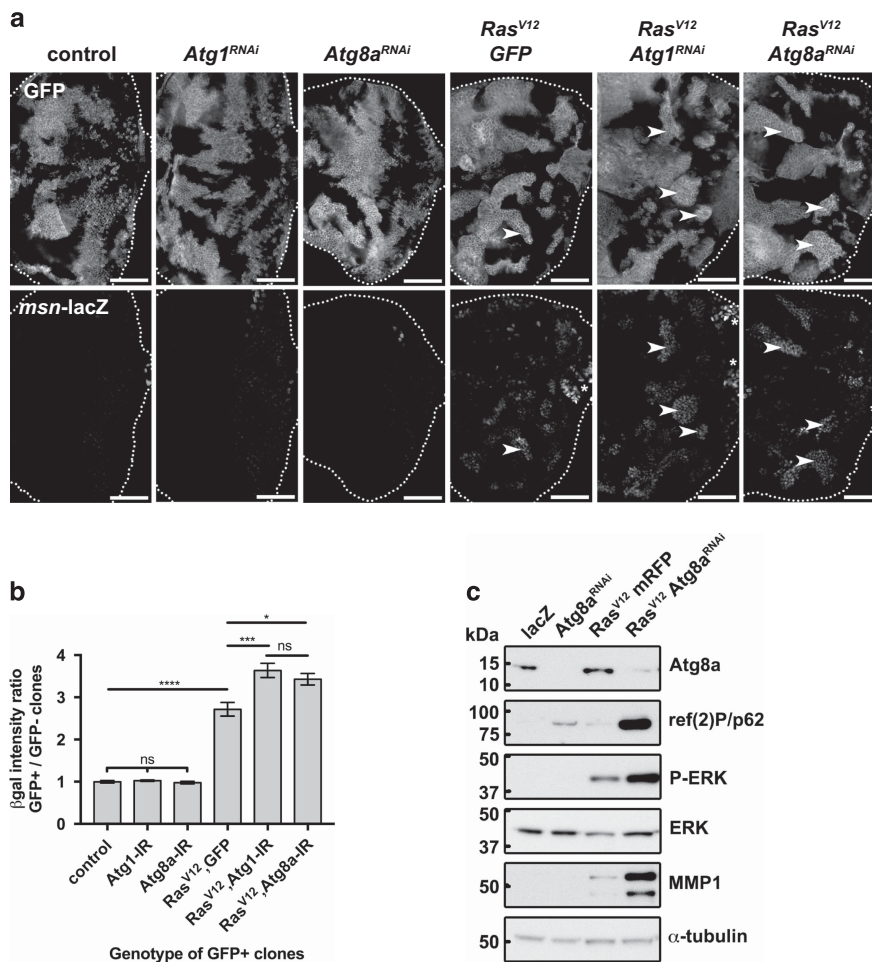 a
control Atg1RNAi Atg8aRNAi RasV12 GFP RasV12 Atg1RNAi RasV12 Atg8aRNAi
GFP
msn-lacZ
*
*
*
*
b
βgal intensity ratio
GFP+ / GFP- clones
5
4
3
2
1
0
ns
****
***
*
ns
control
Atg1-IR
Atg8a-IR
RasV12,GFP
RasV12,Atg1-IR
RasV12,Atg8a-IR
Genotype of GFP+ clones
c
lacZ
Atg8aRNAi
RasV12 mRFP
RasV12 Atg8aRNAi
kDa
15
10
Atg8a
100
75
ref(2)P/p62
50
37
P-ERK
50
37
ERK
50
MMP1
50
α-tubulin